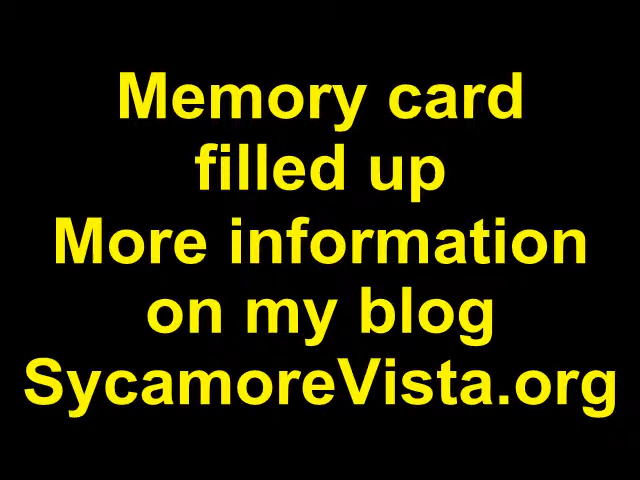 Memory card
filled up
More information
on my blog
SycamoreVista.org